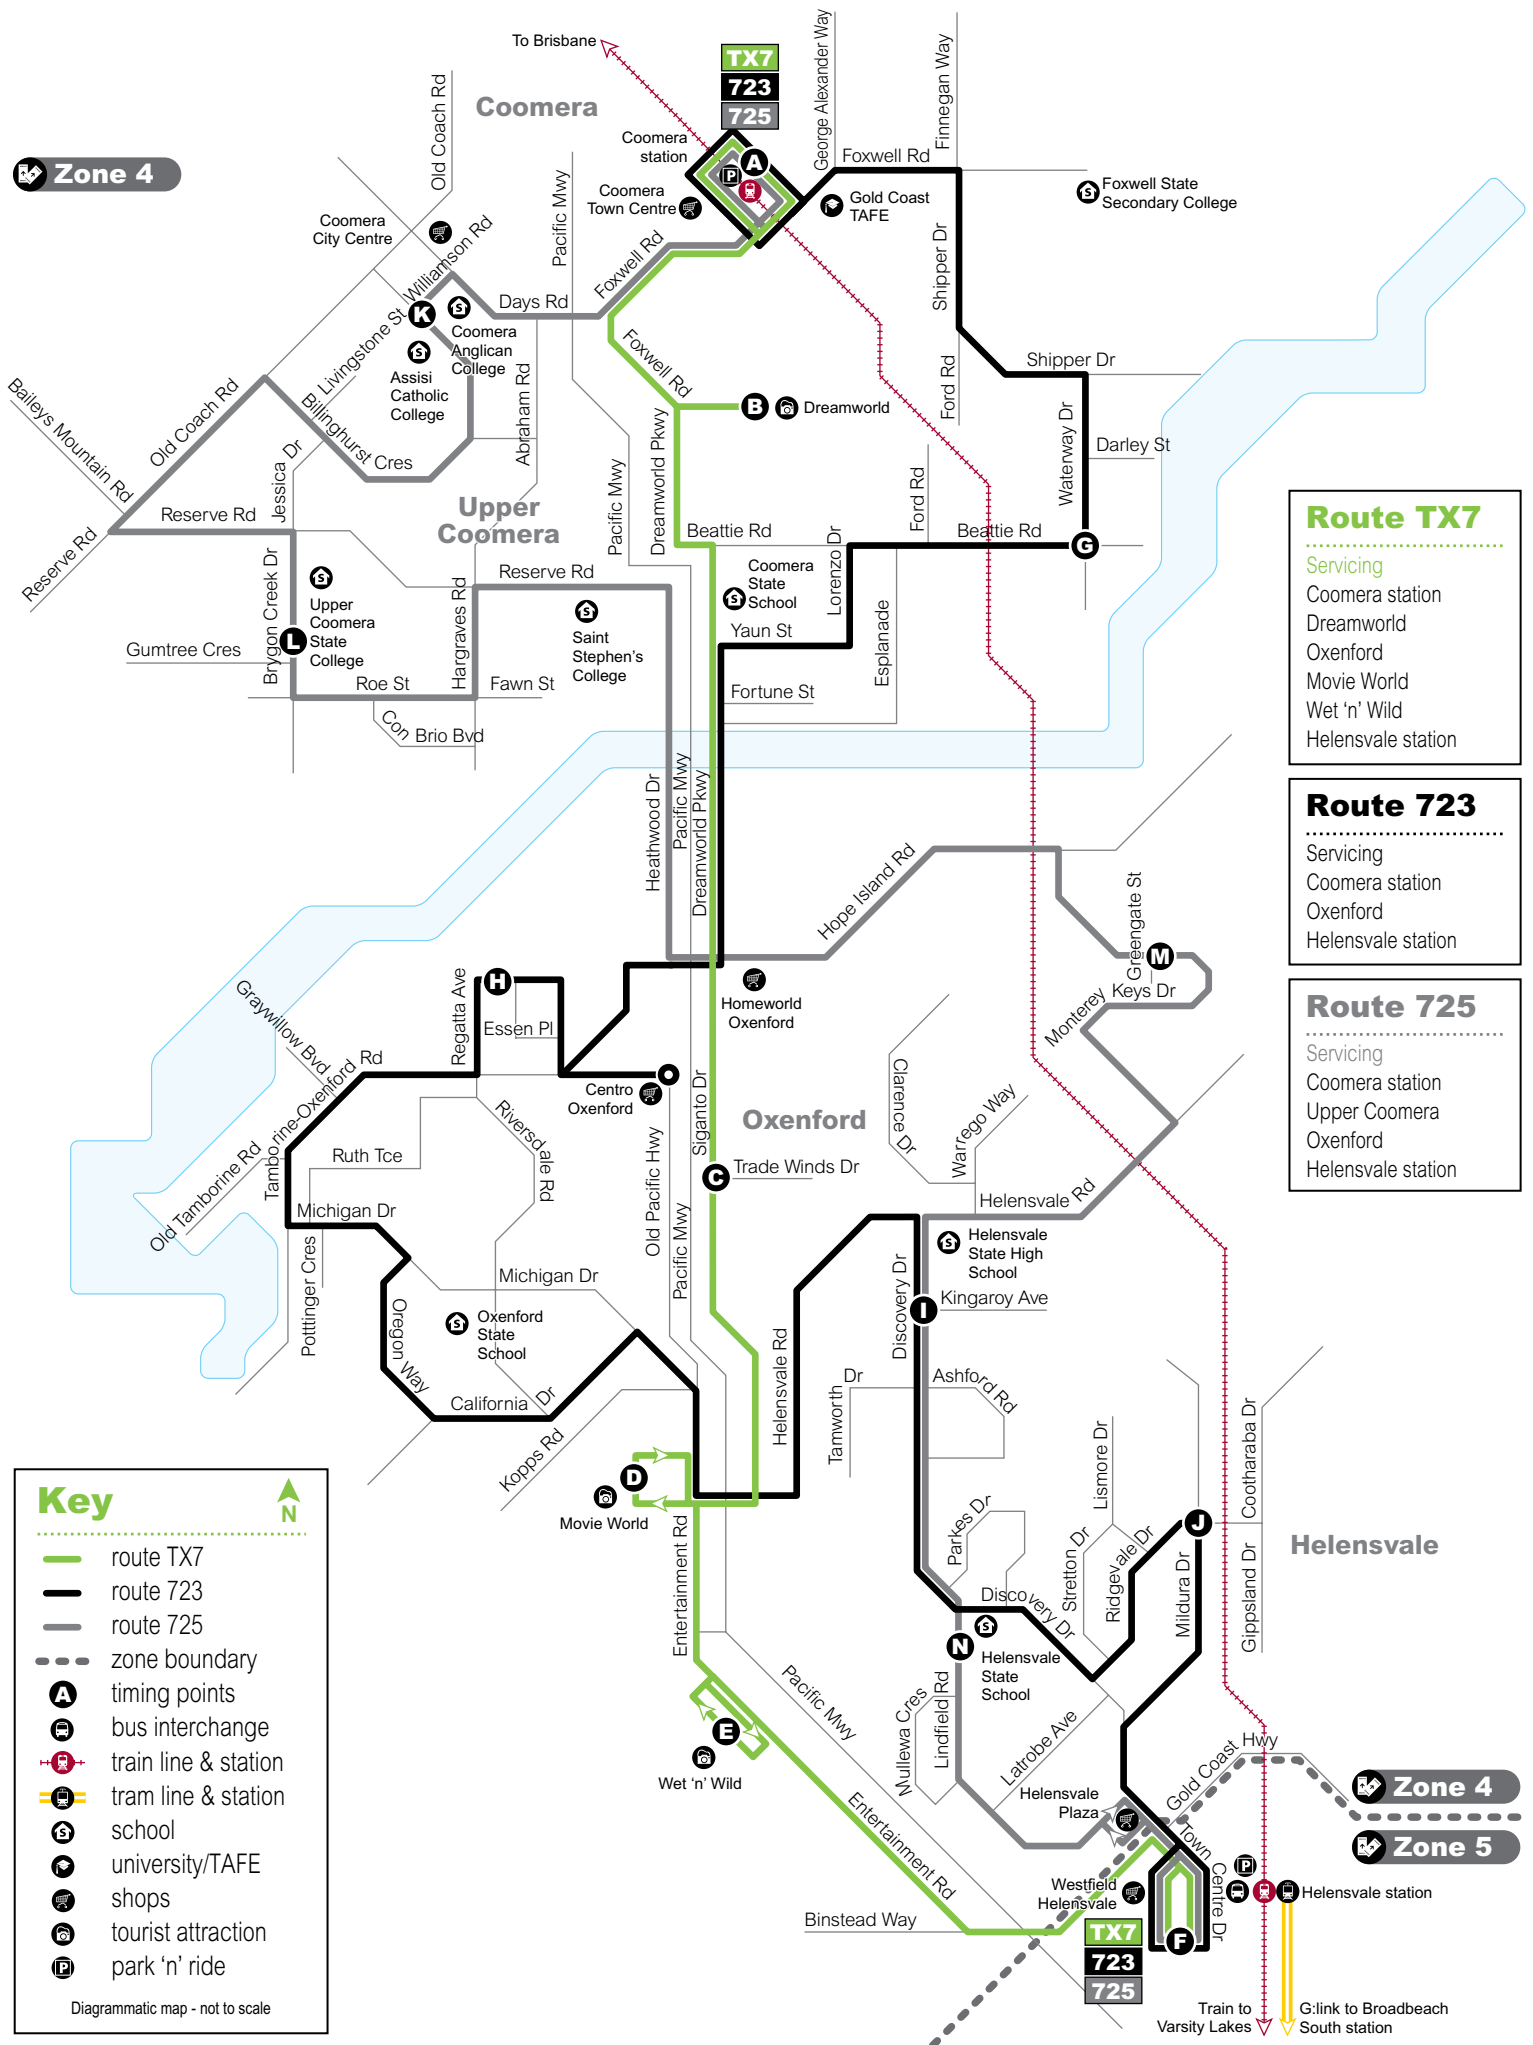 To Brisbane
TX7
723
725
George Alexander Way
Finnegan Way
Old Coach Rd
Coomera
Pacific Mwy
Zone 4
Coomera
station
Foxwell Rd
Foxwell State
Secondary College
Coomera
Town Centre
Gold Coast
TAFE
Coomera
City Centre
Williamson Rd
Foxwell Rd
Shipper Dr
A
P
Days Rd
K
Livingstone St
Coomera
Anglican
College
Assisi
Catholic
College
Foxwell Rd
Ford Rd
Shipper Dr
Baileys Mountain Rd
Old Coach Rd
Billinghurst Cres
Abraham Rd
B
Dreamworld
Dreamworld Pkwy
Waterway Dr
Darley St
Jessica Dr
Pacific Mwy
Ford Rd
Upper
Coomera
Reserve Rd
Reserve Rd
Beattie Rd
Lorenzo Dr
Beattie Rd
G
Brygon Creek Dr
Upper
Coomera
State
College
L
Hargraves Rd
Reserve Rd
Saint
Stephen's
College
Coomera
State
School
Yaun St
Esplanade
Gumtree Cres
Roe St
Fawn St
Fortune St
Con Brio Bvd
Route TX7
Servicing
Coomera station
Dreamworld
Oxenford
Movie World
Wet ‘n’ Wild
Helensvale station
Route 723
Servicing
Coomera station
Oxenford
Helensvale station
Route 725
Servicing
Coomera station
Upper Coomera
Oxenford
Helensvale station
Heathwood Dr
Pacific Mwy
Dreamworld Pkwy
Hope Island Rd
Greengate St
M
Keys Dr
Monterey
Homeworld
Oxenford
Graywillow Bvd
Regatta Ave
H
Essen Pl
Tamborine-Oxenford Rd
Centro
Oxenford
Siganto Dr
Clarence Dr
Warrego Way
Oxenford
Old Tamborine Rd
Ruth Tce
Riversdale Rd
Old Pacific Hwy
Pacific Mwy
C
Trade Winds Dr
Michigan Dr
Helensvale Rd
Potttinger Cres
Michigan Dr
Oregon Way
Oxenford
State
School
Discovery Dr
Helensvale
State High
School
I
Kingaroy Ave
Helensvale Rd
Tamworth Dr
Ashford Rd
California Dr
Kopps Rd
Lismore Dr
Cootharaba Dr
D
Movie World
Entertainment Rd
Parkes Dr
Stretton Dr
Ridgevale Dr
J
Mildura Dr
Gippsland Dr
Helensvale
Discovery Dr
N
Helensvale
State
School
Pacific Mwy
E
Wet ‘n’ Wild
Mullewa Cres
Lindfield Rd
Latrobe Ave
Helensvale
Plaza
Gold Coast Hwy
Zone 4
Zone 5
Entertainment Rd
Town Centre Dr
Westfield
Helensvale
P
Helensvale station
Binstead Way
F
TX7
723
725
Train to
Varsity Lakes
G:link to Broadbeach
South station
Key
N
route TX7
route 723
route 725
zone boundary
A
timing points
bus interchange
train line & station
tram line & station
school
university/TAFE
shops
tourist attraction
P
park ‘n’ ride
Diagrammatic map - not to scale